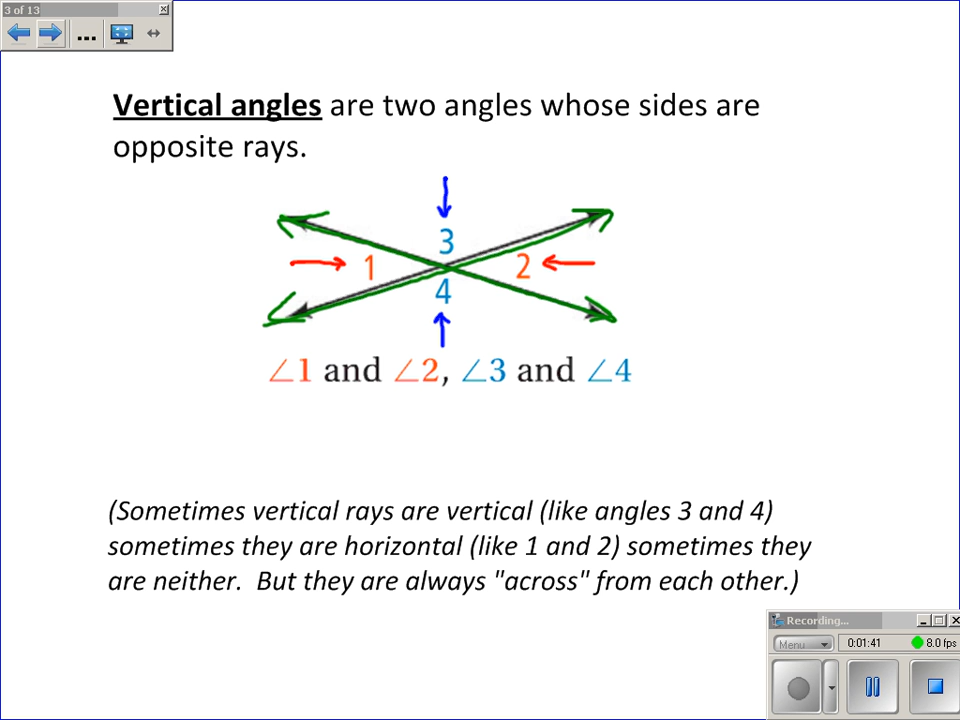 3 of 13
...
Vertical angles are two angles whose sides are
opposite rays.
3
1
2
4
∠1 and ∠2, ∠3 and ∠4
(Sometimes vertical rays are vertical (like angles 3 and 4)
sometimes they are horizontal (like 1 and 2) sometimes they
are neither.  But they are always "across" from each other.)
Recording...
Menu
0:01:41
8.0 fps